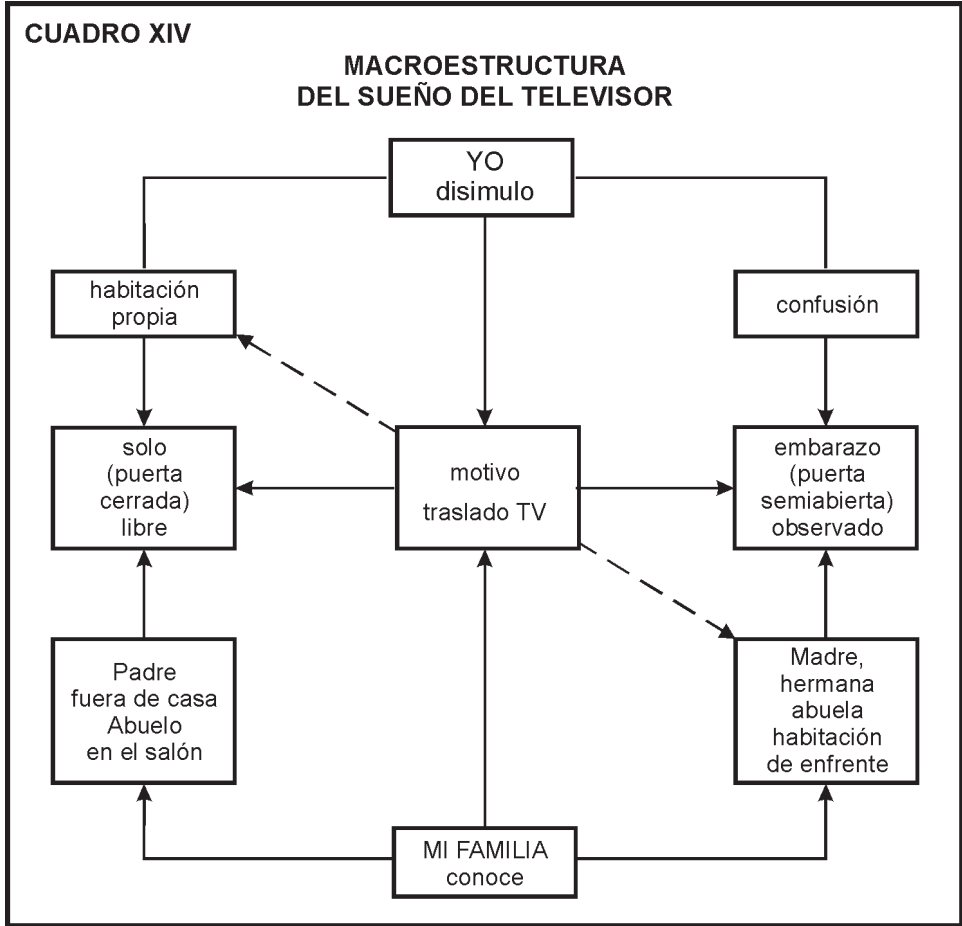 CUADRO XIV
MACROESTRUCTURA
DEL SUEÑO DEL TELEVISOR
YO
disimulo
habitación
propia
confusión
solo
(puerta
cerrada)
libre
motivo
traslado TV
embarazo
(puerta
semiabierta)
observado
Padre
fuera de casa
Abuelo
en el salón
Madre,
hermana
abuela
habitación
de enfrente
MI FAMILIA
conoce